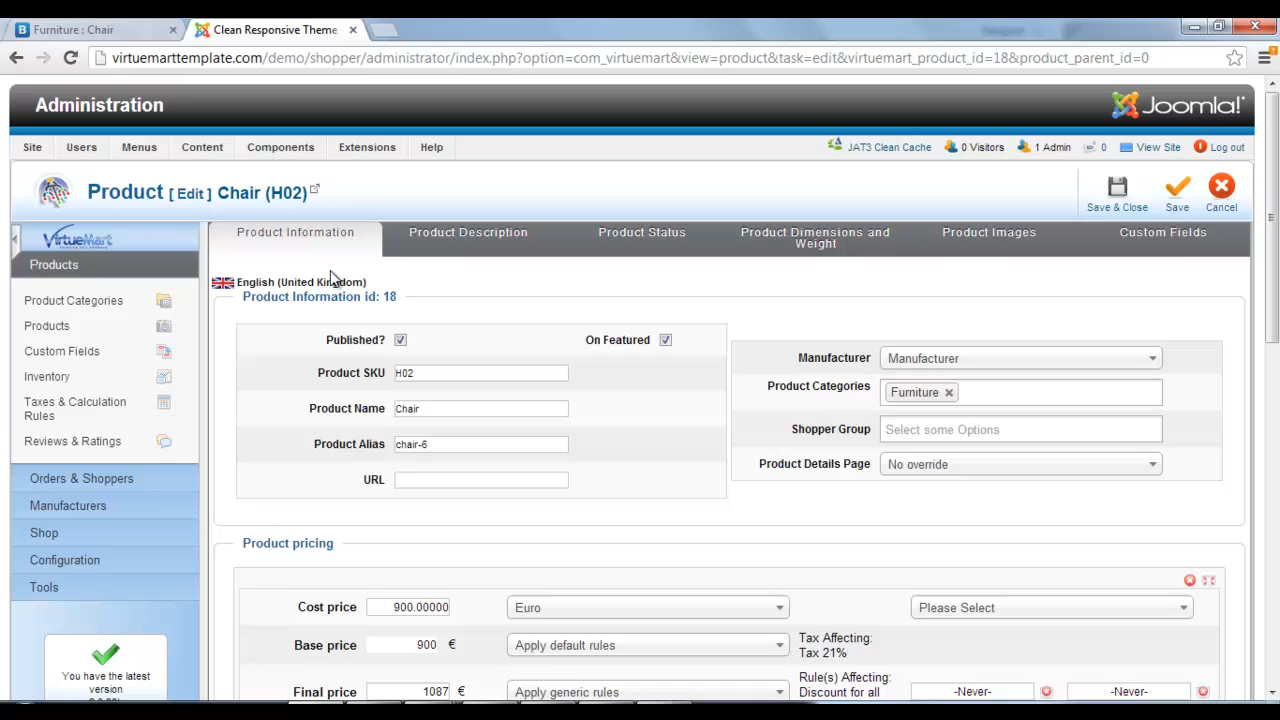 Furniture : Chair
Clean Responsive Theme
virtuemarttemplate.com/demo/shopper/administrator/index.php?option=com_virtuemart&view=product&task=edit&virtuemart_product_id=18&product_parent_id=0
Administration
Joomla!
Site Users Menus Content Components Extensions Help
JAT3 Clean Cache 0 Visitors 1 Admin 0 View Site Log out
Product [ Edit ] Chair (H02)
Save & Close Save Cancel
VirtueMart
Products
Product Categories
Products
Custom Fields
Inventory
Taxes & Calculation
Rules
Reviews & Ratings
Orders & Shoppers
Manufacturers
Shop
Configuration
Tools
You have the latest
version
Product Information
Product Description
Product Status
Product Dimensions and
Weight
Product Images
Custom Fields
English (United Kingdom)
Product Information id: 18
Published?
On Featured
Product SKU H02
Product Name Chair
Product Alias chair-6
URL
Manufacturer Manufacturer
Product Categories Furniture
Shopper Group Select some Options
Product Details Page No override
Product pricing
Cost price 900.00000 Euro Please Select
Base price 900 € Apply default rules
Tax Affecting:
Tax 21%
Final price 1087 € Apply generic rules
Rule(s) Affecting:
Discount for all
-Never- -Never-